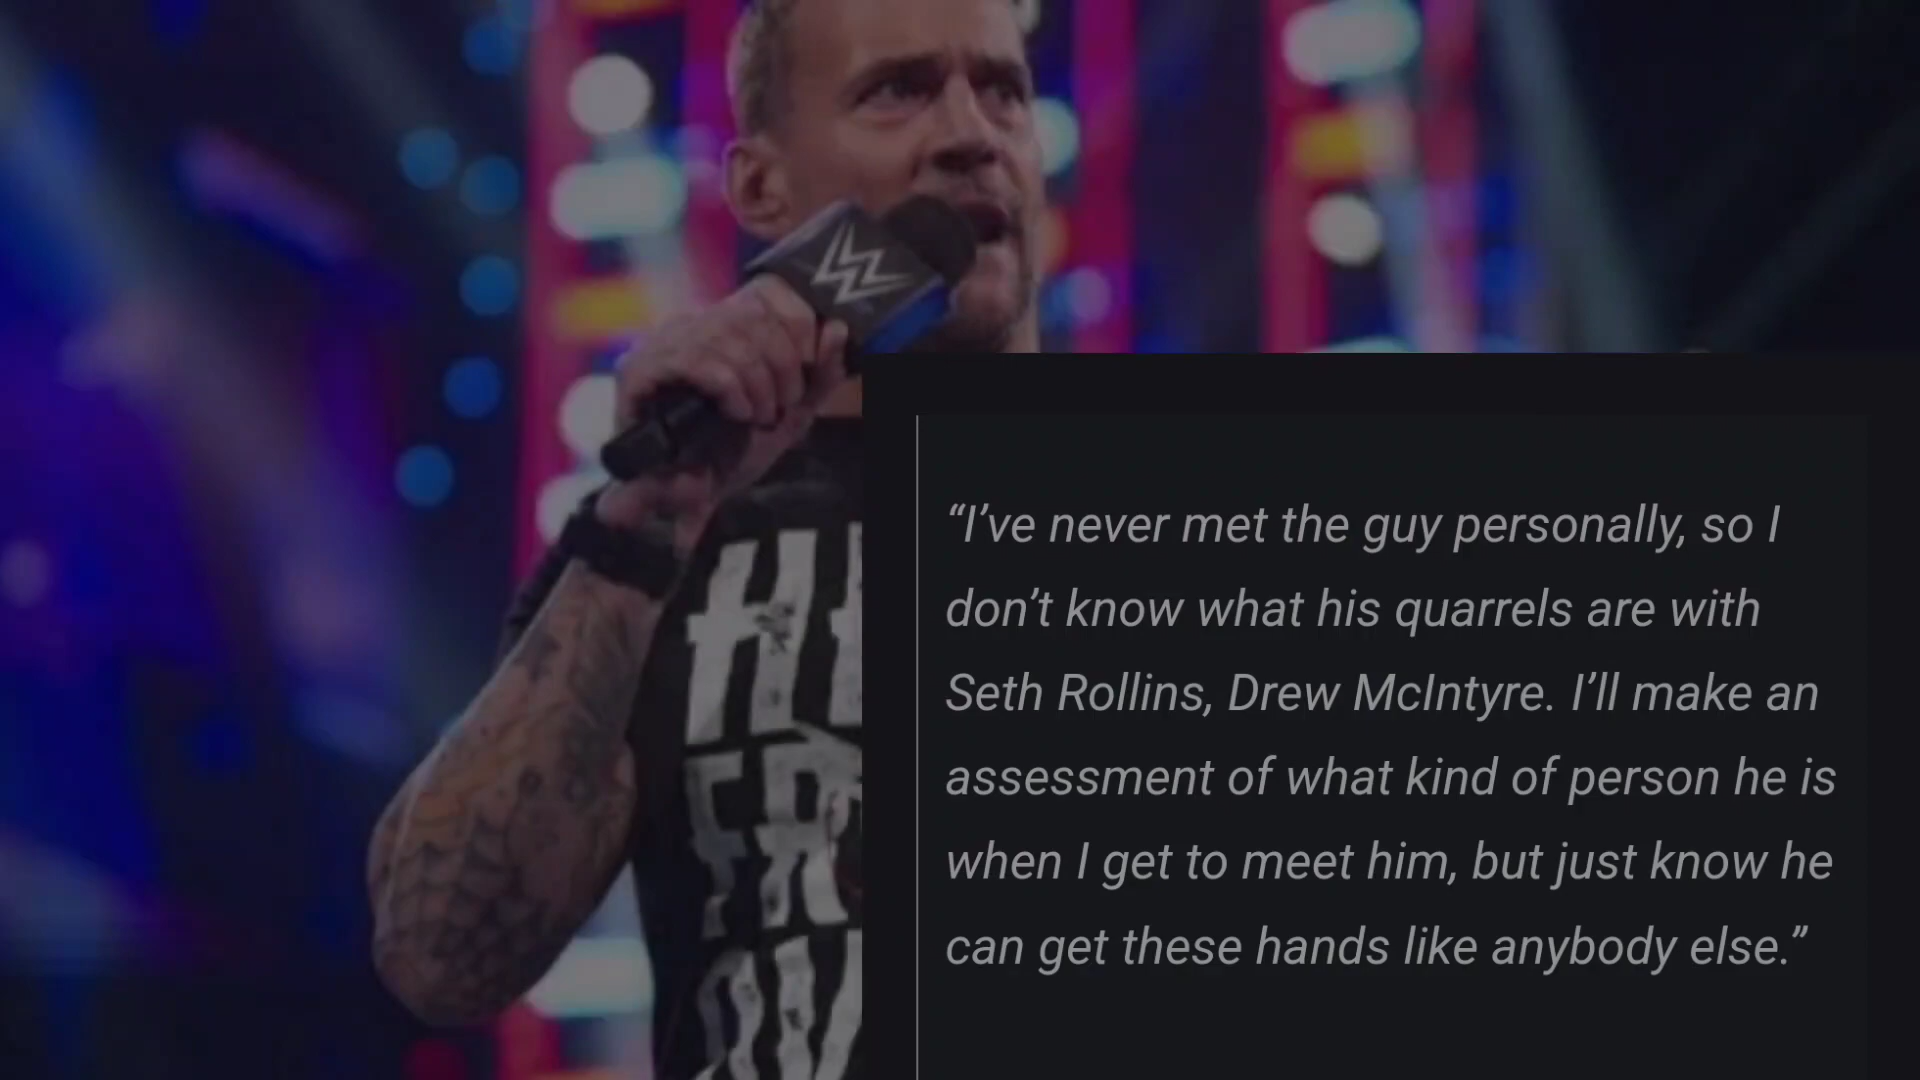 W
“I’ve never met the guy personally, so I
don’t know what his quarrels are with
Seth Rollins, Drew McIntyre. I’ll make an
assessment of what kind of person he is
when I get to meet him, but just know he
can get these hands like anybody else.”